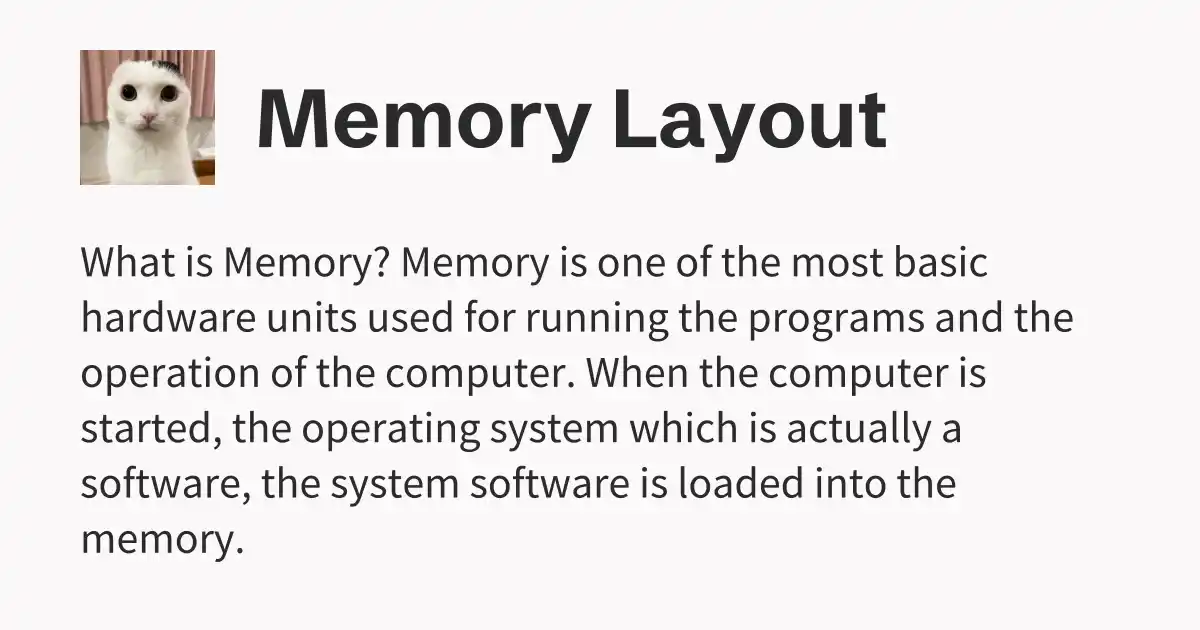 Memory Layout
What is Memory? Memory is one of the most basic
hardware units used for running the programs and the
operation of the computer. When the computer is
started, the operating system which is actually a
software, the system software is loaded into the
memory.